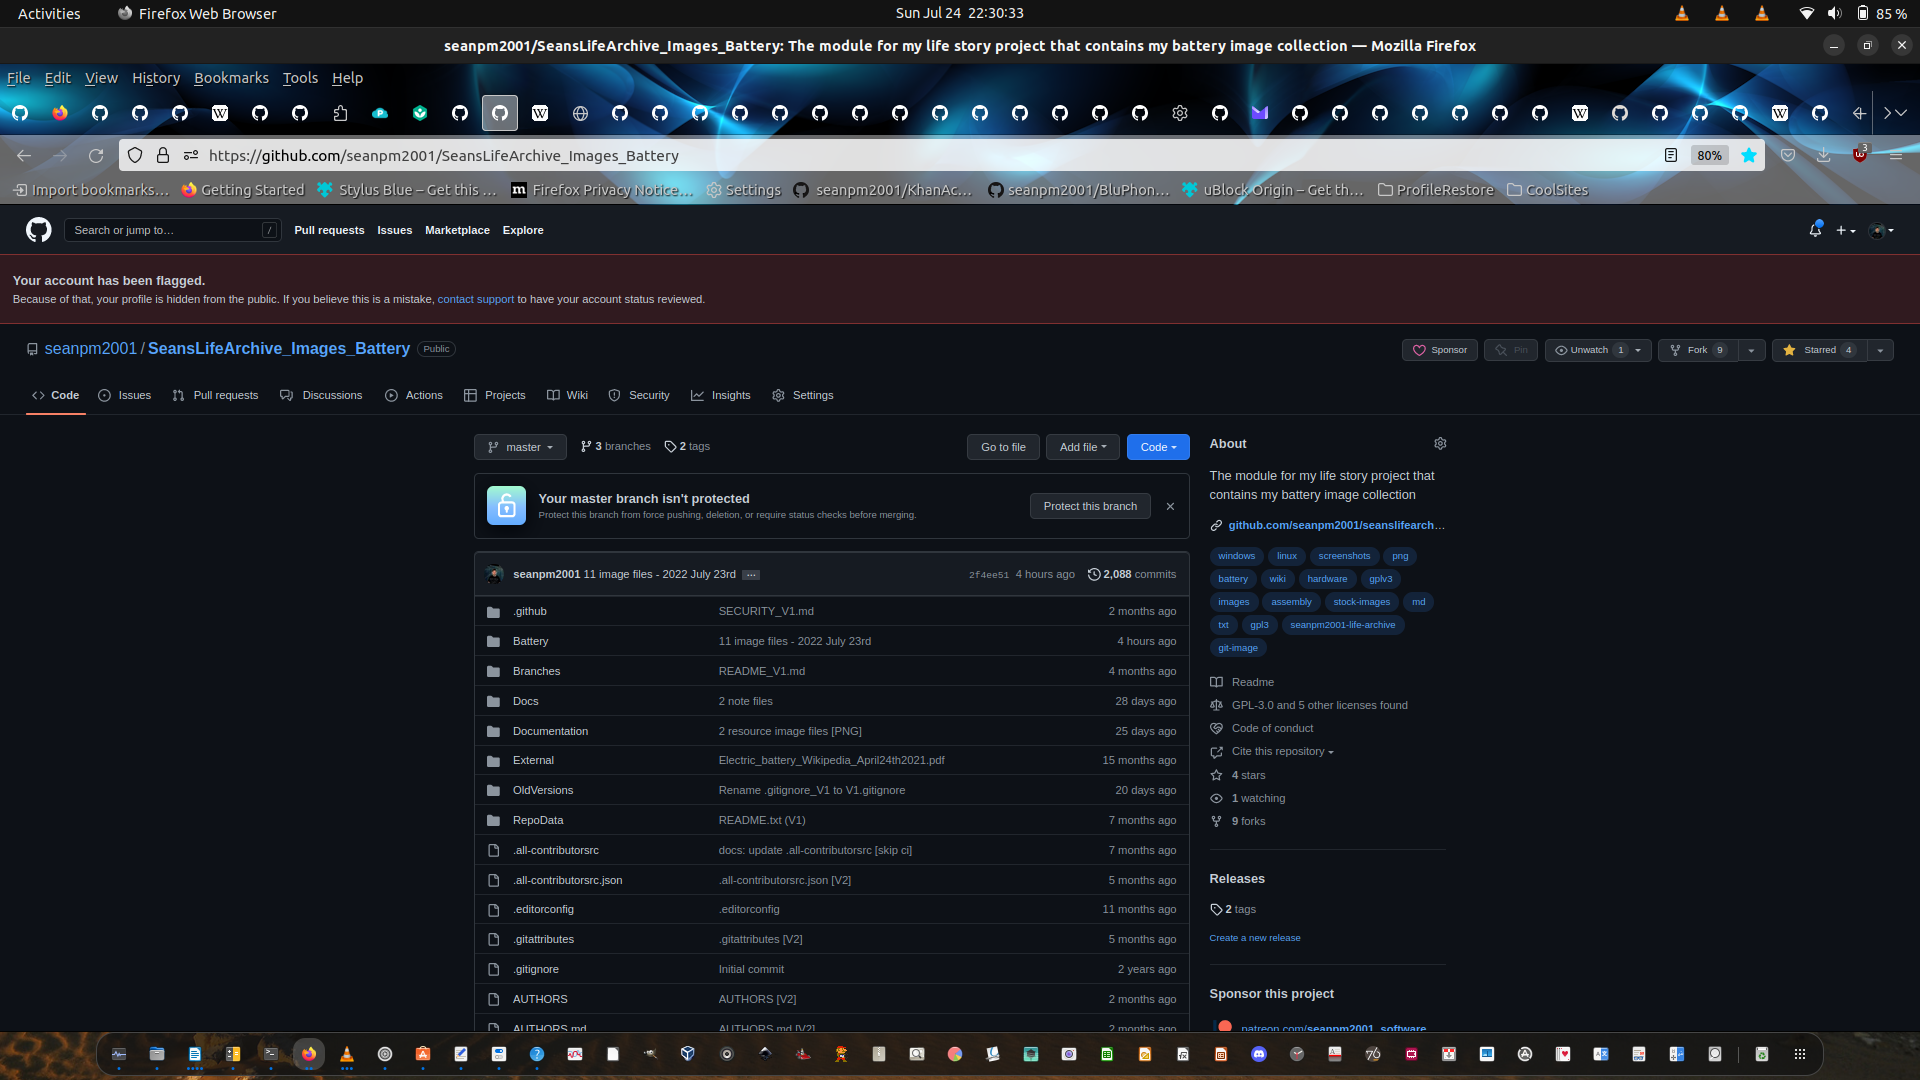 Activities
Firefox Web Browser
Sun Jul 24 22:30:33
85 %
seanpm2001/SeansLifeArchive_Images_Battery: The module for my life story project that contains my battery image collection — Mozilla Firefox
File Edit View History Bookmarks Tools Help
https://github.com/seanpm2001/SeansLifeArchive_Images_Battery
80%
3
Import bookmarks…
Getting Started
Stylus Blue – Get this …
Firefox Privacy Notice…
Settings
seanpm2001/KhanAc…
seanpm2001/BluPhon…
uBlock Origin – Get th…
ProfileRestore
CoolSites
Search or jump to…
/
Pull requests
Issues
Marketplace
Explore
Your account has been flagged.
Because of that, your profile is hidden from the public. If you believe this is a mistake, contact support to have your account status reviewed.
seanpm2001 / SeansLifeArchive_Images_Battery
Public
Sponsor
Pin
Unwatch 1
Fork 9
Starred 4
Code
Issues
Pull requests
Discussions
Actions
Projects
Wiki
Security
Insights
Settings
master
3 branches
2 tags
Go to file
Add file
Code
Your master branch isn't protected
Protect this branch from force pushing, deletion, or require status checks before merging.
Protect this branch
seanpm2001 11 image files - 2022 July 23rd
…
2f4ee51 4 hours ago
2,088 commits
.github SECURITY_V1.md 2 months ago
Battery 11 image files - 2022 July 23rd 4 hours ago
Branches README_V1.md 4 months ago
Docs 2 note files 28 days ago
Documentation 2 resource image files [PNG] 25 days ago
External Electric_battery_Wikipedia_April24th2021.pdf 15 months ago
OldVersions Rename .gitignore_V1 to V1.gitignore 20 days ago
RepoData README.txt (V1) 7 months ago
.all-contributorsrc docs: update .all-contributorsrc [skip ci] 7 months ago
.all-contributorsrc.json .all-contributorsrc.json [V2] 5 months ago
.editorconfig .editorconfig 11 months ago
.gitattributes .gitattributes [V2] 5 months ago
.gitignore Initial commit 2 years ago
AUTHORS AUTHORS [V2] 2 months ago
AUTHORS.md AUTHORS.md [V2] 2 months ago
About
The module for my life story project that
contains my battery image collection
github.com/seanpm2001/seanslifearch…
windows linux screenshots png
battery wiki hardware gplv3
images assembly stock-images md
txt gpl3 seanpm2001-life-archive
git-image
Readme
GPL-3.0 and 5 other licenses found
Code of conduct
Cite this repository
4 stars
1 watching
9 forks
Releases
2 tags
Create a new release
Sponsor this project
patreon.com/seanpm2001_software